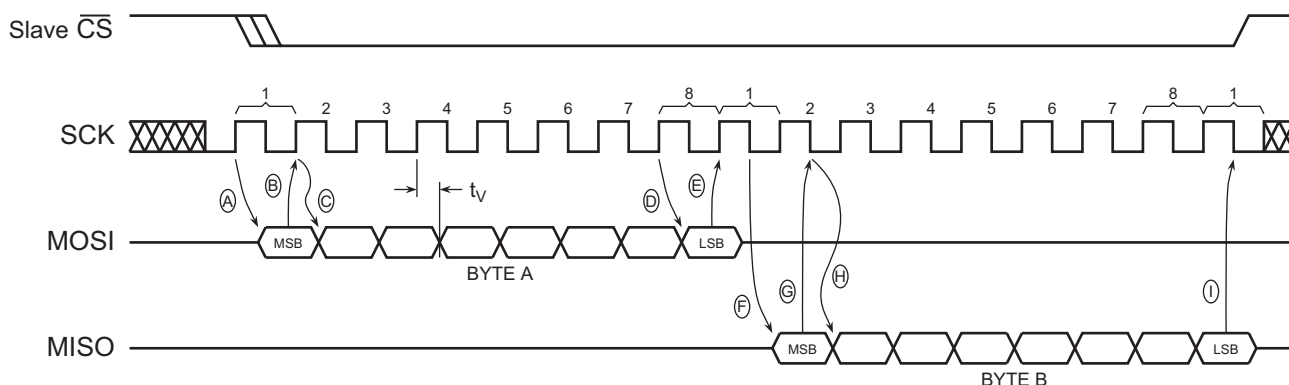 Slave C̅S̅
1 2 3 4 5 6 7 8 1 2 3 4 5 6 7 8 1
SCK
A B C tV D E
MOSI MSB LSB
BYTE A
F G H I
MISO MSB LSB
BYTE B